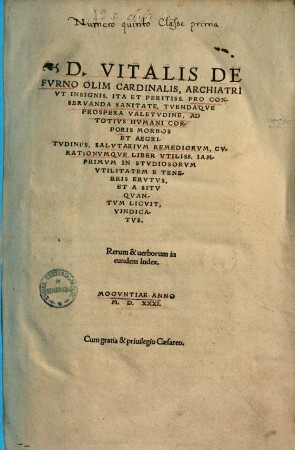 Numero quinto Classe prima
D. VITALIS DE
FVRNO OLIM CARDINALIS, ARCHIATRI
VT INSIGNIS, ITA ET PERITISS. PRO CON-
SERVANDA SANITATE, TVENDAQVE
PROSPERA VALETVDINE, AD
TOTIVS HVMANI COR-
PORIS MORBOS
ET AEGRI-
TVDINES, SALVTARIVM REMEDIORVM, CV-
RATIONVMQVE LIBER VTILISS. IAM-
PRIMVM IN STVDIOSORVM
VTILITATEM E TENE-
BRIS ERVTVS,
ET A SITV
QVAN-
TVM LICVIT,
VINDICA-
TVS.
Rerum & uerborum in
eundem Index.
MOGVNTIAE ANNO
M. D. XXXI.
Cum gratia & priuilegio Cæsareo.